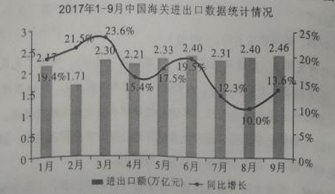 2017年1-9月中国海关进出口数据统计情况
3 2.5 2 1.5 1 0.5 0
2.17 1.71 2.30 2.21 2.33 2.40 2.31 2.40 2.46
19.4% 21.5% 23.6% 15.4% 17.5% 19.5% 12.3% 10.0% 13.6%
25% 20% 15% 10% 5% 0%
1月 2月 3月 4月 5月 6月 7月 8月 9月
进出口额(万亿元) 同比增长